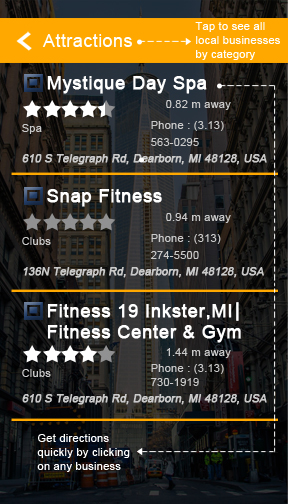 Attractions
Tap to see all
local businesses
by category
Mystique Day Spa
0.82 m away
Spa
Phone : (3.13)
563-0295
610 S Telegraph Rd, Dearborn, MI 48128, USA
Snap Fitness
0.94 m away
Clubs
Phone : (313)
274-5500
136N Telegraph Rd, Dearborn, MI 48128, USA
Fitness 19 Inkster,MI|
Fitness Center & Gym
1.44 m away
Clubs
Phone : (3.13)
730-1919
610 S Telegraph Rd, Dearborn, MI 48128, USA
Get directions
quickly by clicking
on any business